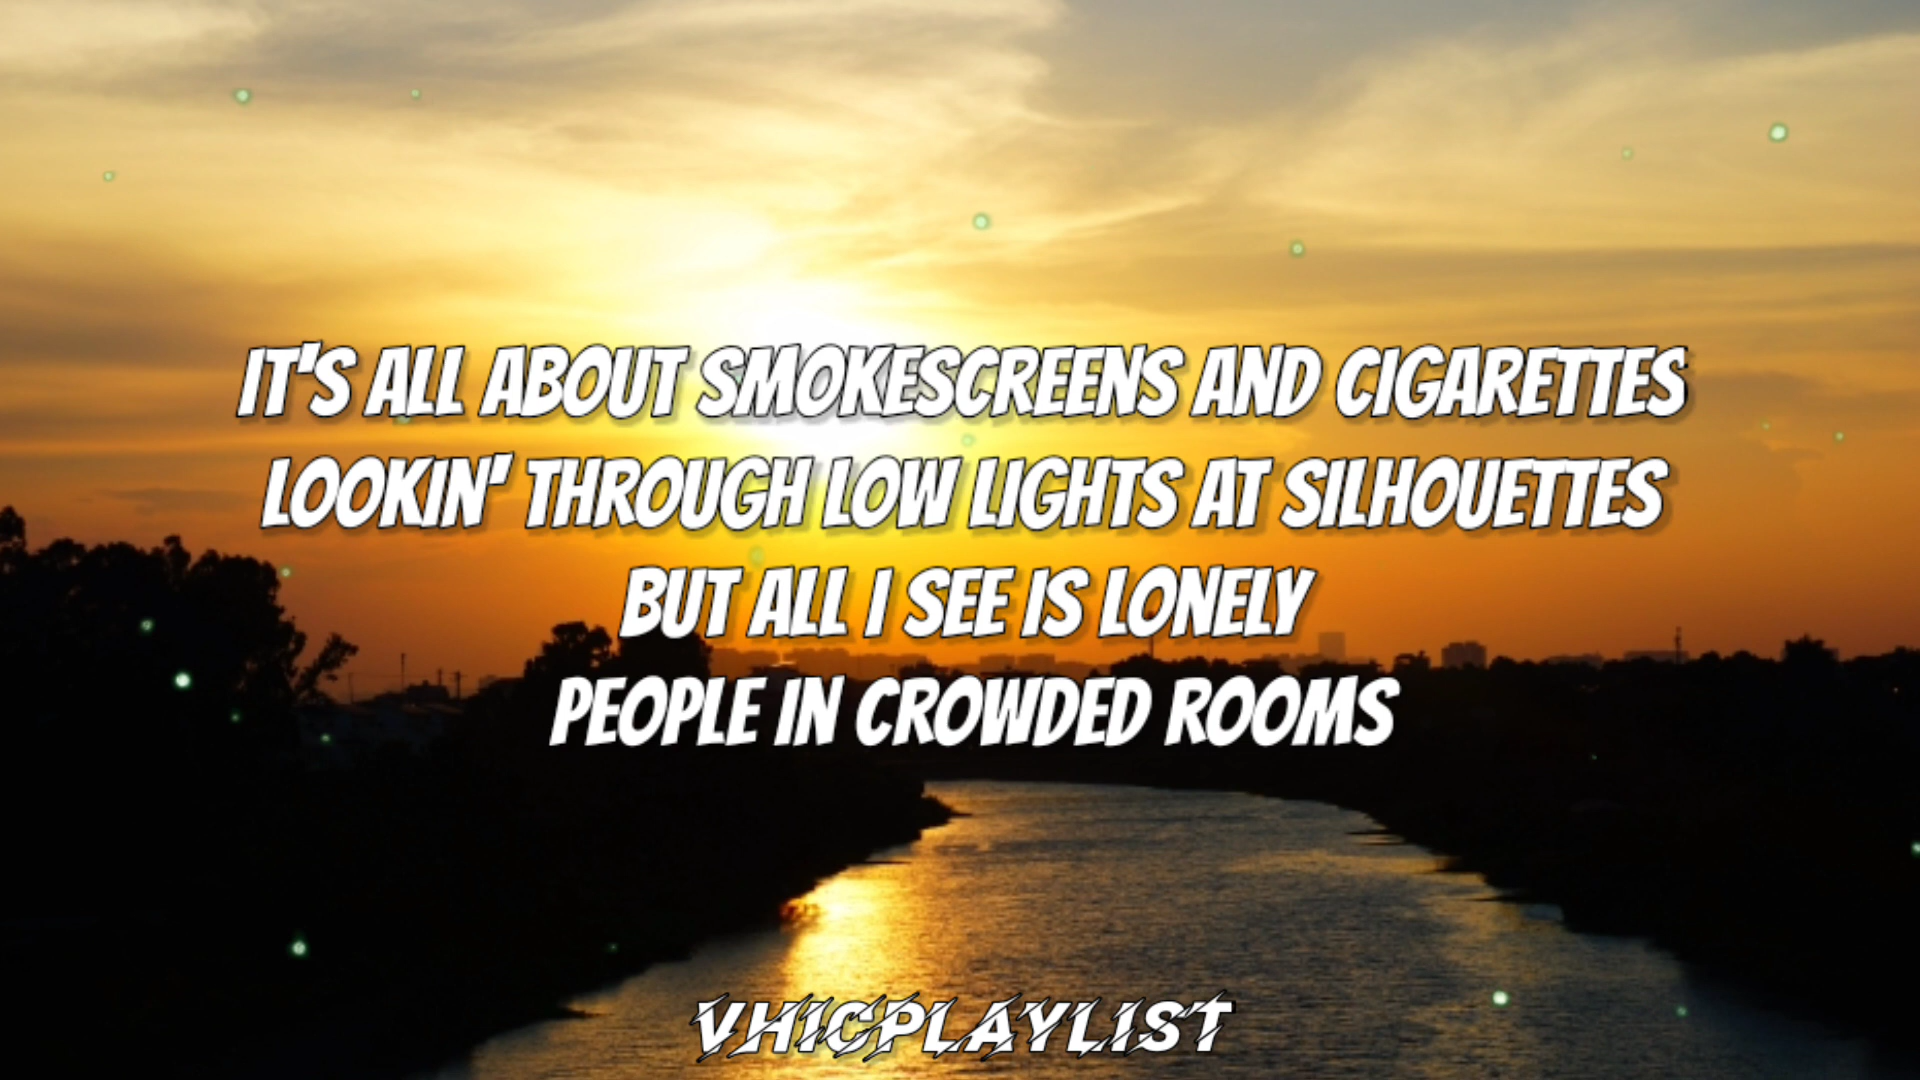 IT'S ALL ABOUT SMOKESCREENS AND CIGARETTES
LOOKIN' THROUGH LOW LIGHTS AT SILHOUETTES
BUT ALL I SEE IS LONELY
PEOPLE IN CROWDED ROOMS
VHICPLAYLIST